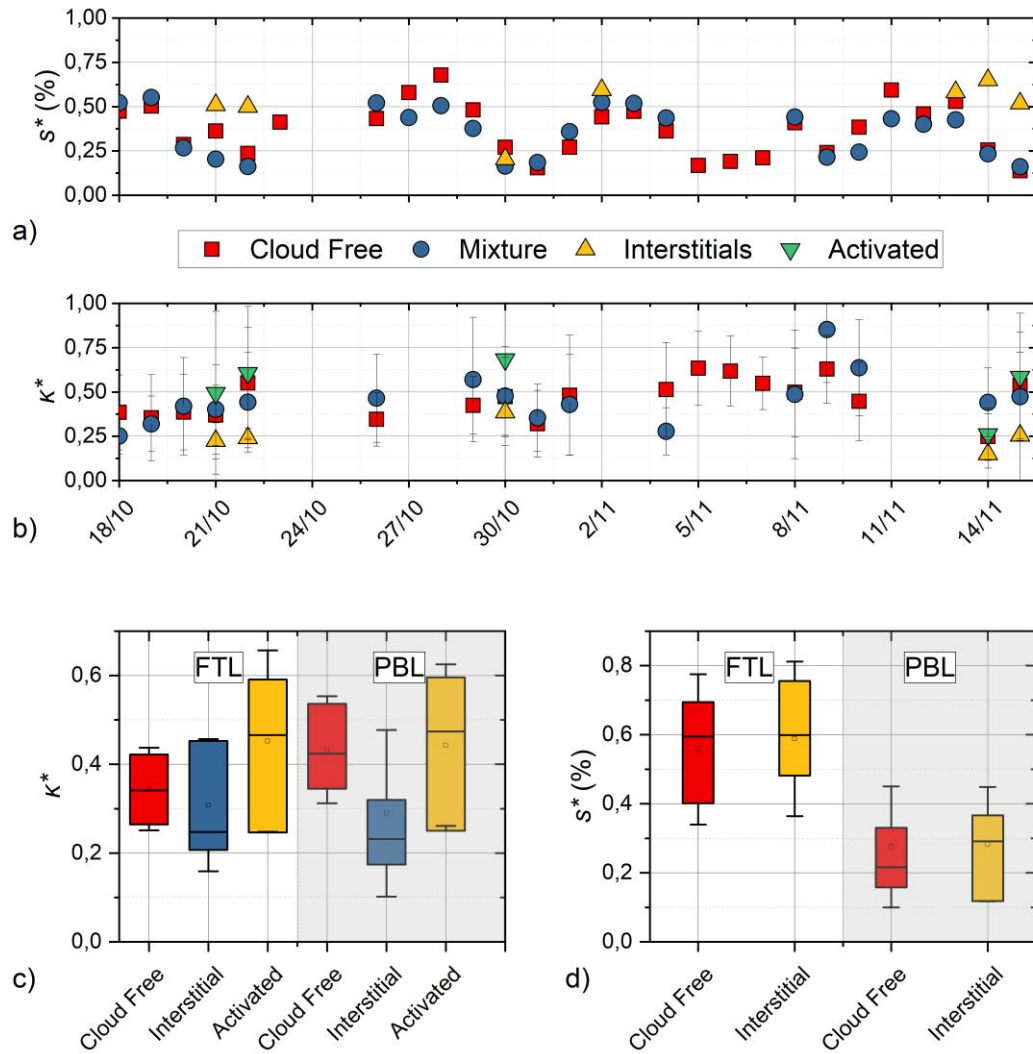 1,00
0,75
0,50
0,25
0,00
s* (%)
a)
Cloud Free Mixture Interstitials Activated
1,00
0,75
0,50
0,25
0,00
κ*
b)
18/10 21/10 24/10 27/10 30/10 2/11 5/11 8/11 11/11 14/11
0,6
0,4
0,2
0,0
κ*
FTL PBL
c)
Cloud Free Interstitial Activated Cloud Free Interstitial Activated
0,8
0,6
0,4
0,2
0,0
s* (%)
FTL PBL
d)
Cloud Free Interstitial Cloud Free Interstitial